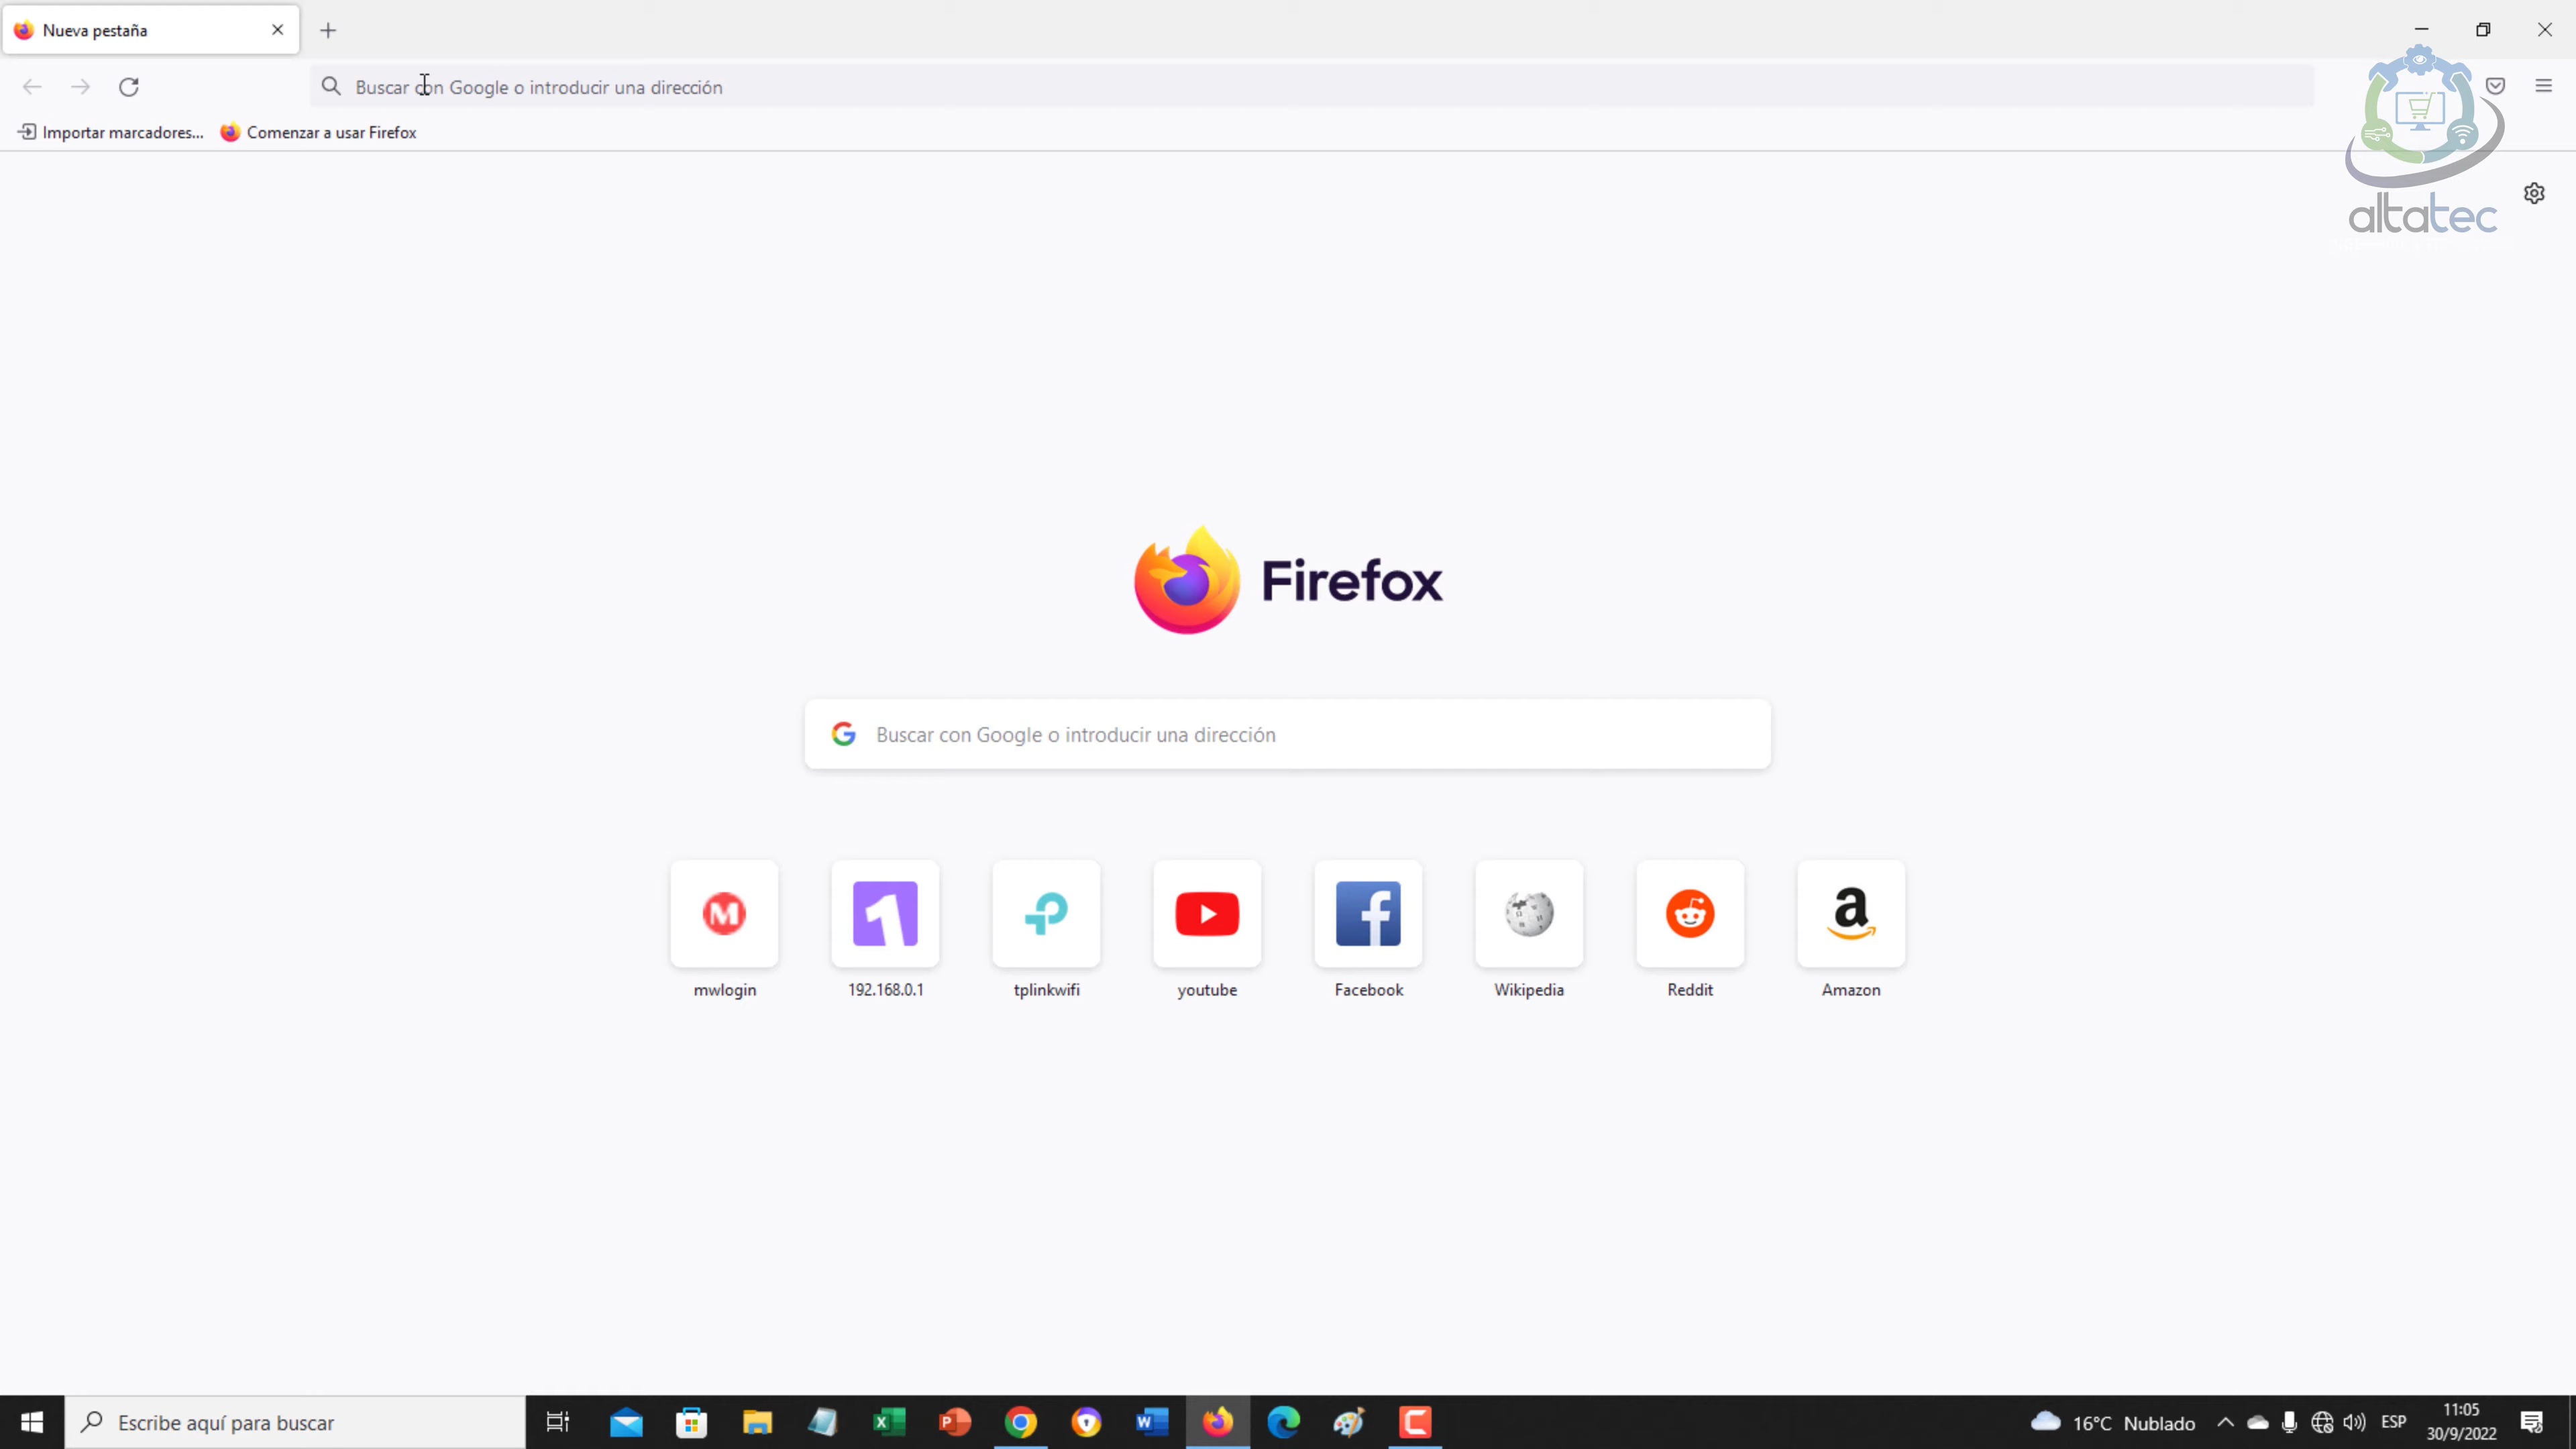 Nueva pestaña
Buscar con Google o introducir una dirección
Importar marcadores...
Comenzar a usar Firefox
altatec
Firefox
Buscar con Google o introducir una dirección
mwlogin
192.168.0.1
tplinkwifi
youtube
Facebook
Wikipedia
Reddit
Amazon
Escribe aquí para buscar
16°C Nublado
ESP
11:05
30/9/2022